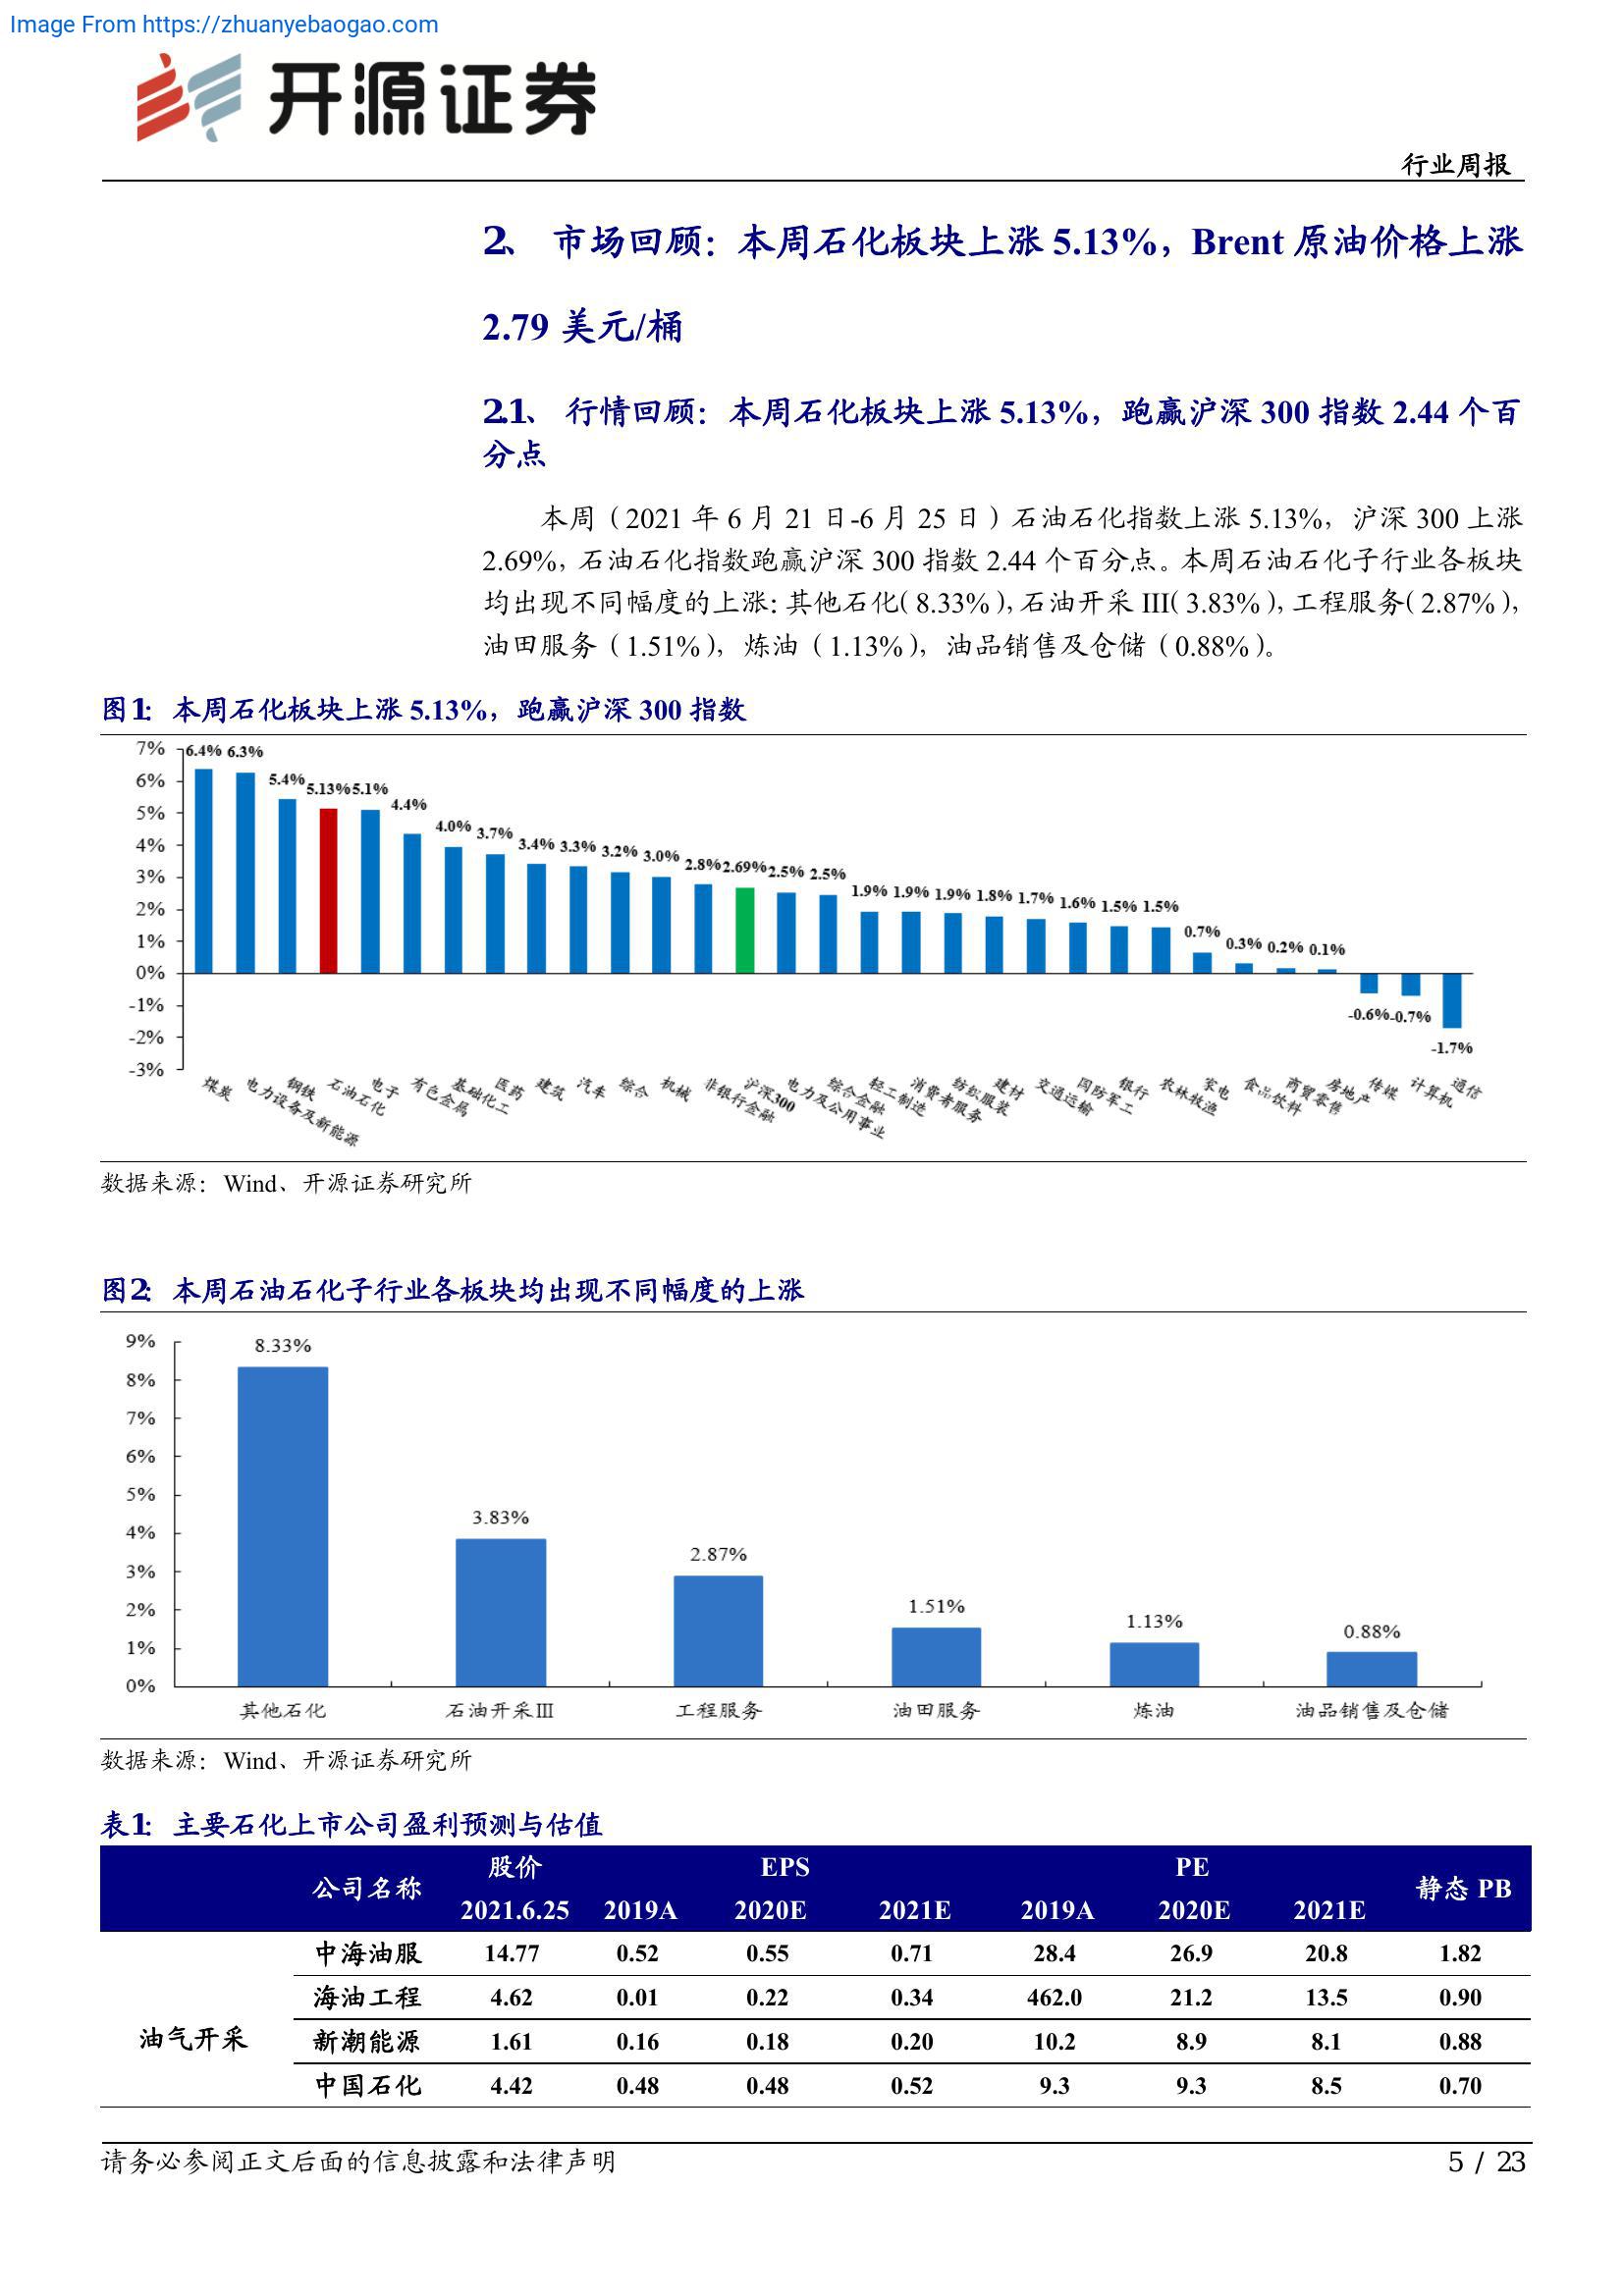 Image From https://zhuanyebaogao.com
开源证券
行业周报
2、 市场回顾：本周石化板块上涨 5.13%，Brent 原油价格上涨
2.79 美元/桶
2.1、 行情回顾：本周石化板块上涨 5.13%，跑赢沪深 300 指数 2.44 个百
分点
本周（2021 年 6 月 21 日-6 月 25 日）石油石化指数上涨 5.13%，沪深 300 上涨
2.69%，石油石化指数跑赢沪深 300 指数 2.44 个百分点。本周石油石化子行业各板块
均出现不同幅度的上涨：其他石化（8.33%），石油开采 III（3.83%），工程服务（2.87%），
油田服务（1.51%），炼油（1.13%），油品销售及仓储（0.88%）。
图1： 本周石化板块上涨 5.13%，跑赢沪深 300 指数
7%
6%
5%
4%
3%
2%
1%
0%
-1%
-2%
-3%
6.4% 6.3% 5.4% 5.13% 5.1% 4.4% 4.0% 3.7% 3.4% 3.3% 3.2% 3.0% 2.8% 2.69% 2.5% 2.5% 1.9% 1.9% 1.9% 1.8% 1.7% 1.6% 1.5% 1.5% 0.7% 0.3% 0.2% 0.1% -0.6% -0.7% -1.7%
煤炭 电力设备及新能源 钢铁 石油石化 电子 有色金属 基础化工 医药 建筑 汽车 综合 机械 非银行金融 沪深300 电力及公用事业 综合金融 轻工制造 消费者服务 纺织服装 建材 交通运输 国防军工 银行 农林牧渔 家电 食品饮料 商贸零售 房地产 传媒 计算机 通信
数据来源：Wind、开源证券研究所
图2： 本周石油石化子行业各板块均出现不同幅度的上涨
9%
8%
7%
6%
5%
4%
3%
2%
1%
0%
8.33% 3.83% 2.87% 1.51% 1.13% 0.88%
其他石化 石油开采Ⅲ 工程服务 油田服务 炼油 油品销售及仓储
数据来源：Wind、开源证券研究所
表1： 主要石化上市公司盈利预测与估值
公司名称 股价 EPS PE 静态 PB
2021.6.25 2019A 2020E 2021E 2019A 2020E 2021E
油气开采
中海油服 14.77 0.52 0.55 0.71 28.4 26.9 20.8 1.82
海油工程 4.62 0.01 0.22 0.34 462.0 21.2 13.5 0.90
新潮能源 1.61 0.16 0.18 0.20 10.2 8.9 8.1 0.88
中国石化 4.42 0.48 0.48 0.52 9.3 9.3 8.5 0.70
请务必参阅正文后面的信息披露和法律声明
5 / 23